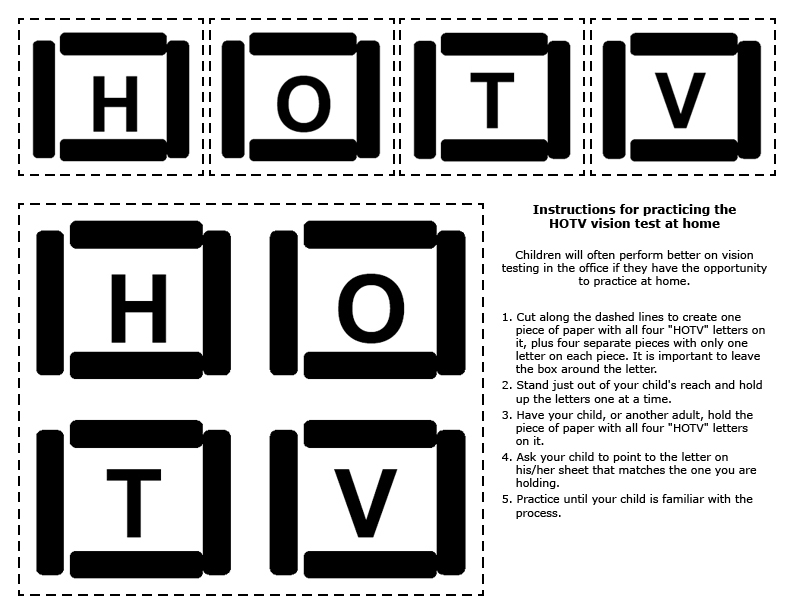 H O T V
H O
T V
Instructions for practicing the
HOTV vision test at home
Children will often perform better on vision
testing in the office if they have the opportunity
to practice at home.
1. Cut along the dashed lines to create one
piece of paper with all four "HOTV" letters on
it, plus four separate pieces with only one
letter on each piece. It is important to leave
the box around the letter.
2. Stand just out of your child's reach and hold
up the letters one at a time.
3. Have your child, or another adult, hold the
piece of paper with all four "HOTV" letters
on it.
4. Ask your child to point to the letter on
his/her sheet that matches the one you are
holding.
5. Practice until your child is familiar with the
process.